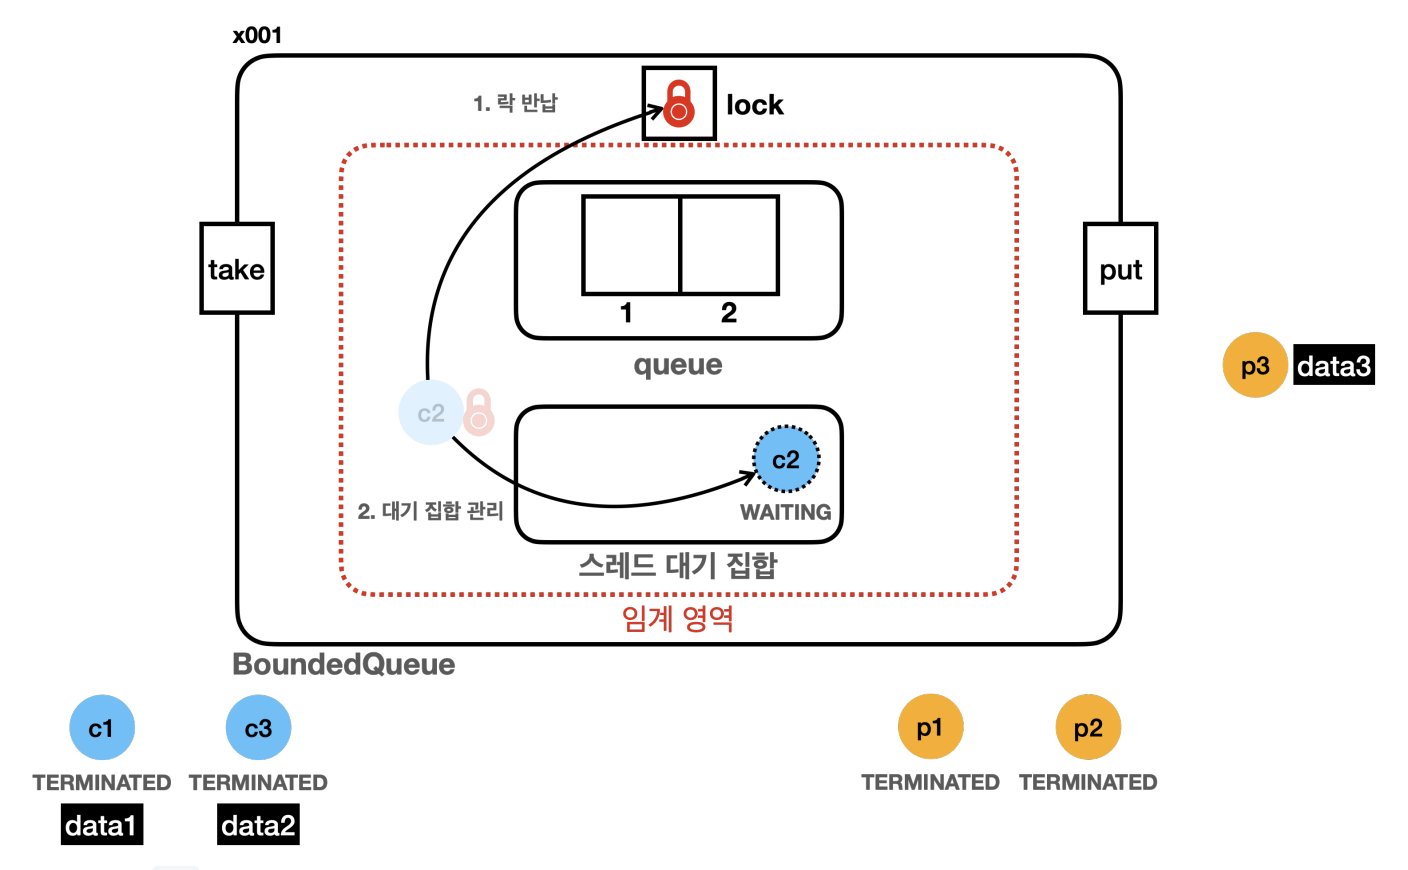 x001
1. 락 반납
lock
take
put
1
2
queue
p3
data3
c2
c2
WAITING
2. 대기 집합 관리
스레드 대기 집합
임계 영역
BoundedQueue
c1
c3
p1
p2
TERMINATED
TERMINATED
TERMINATED
TERMINATED
data1
data2